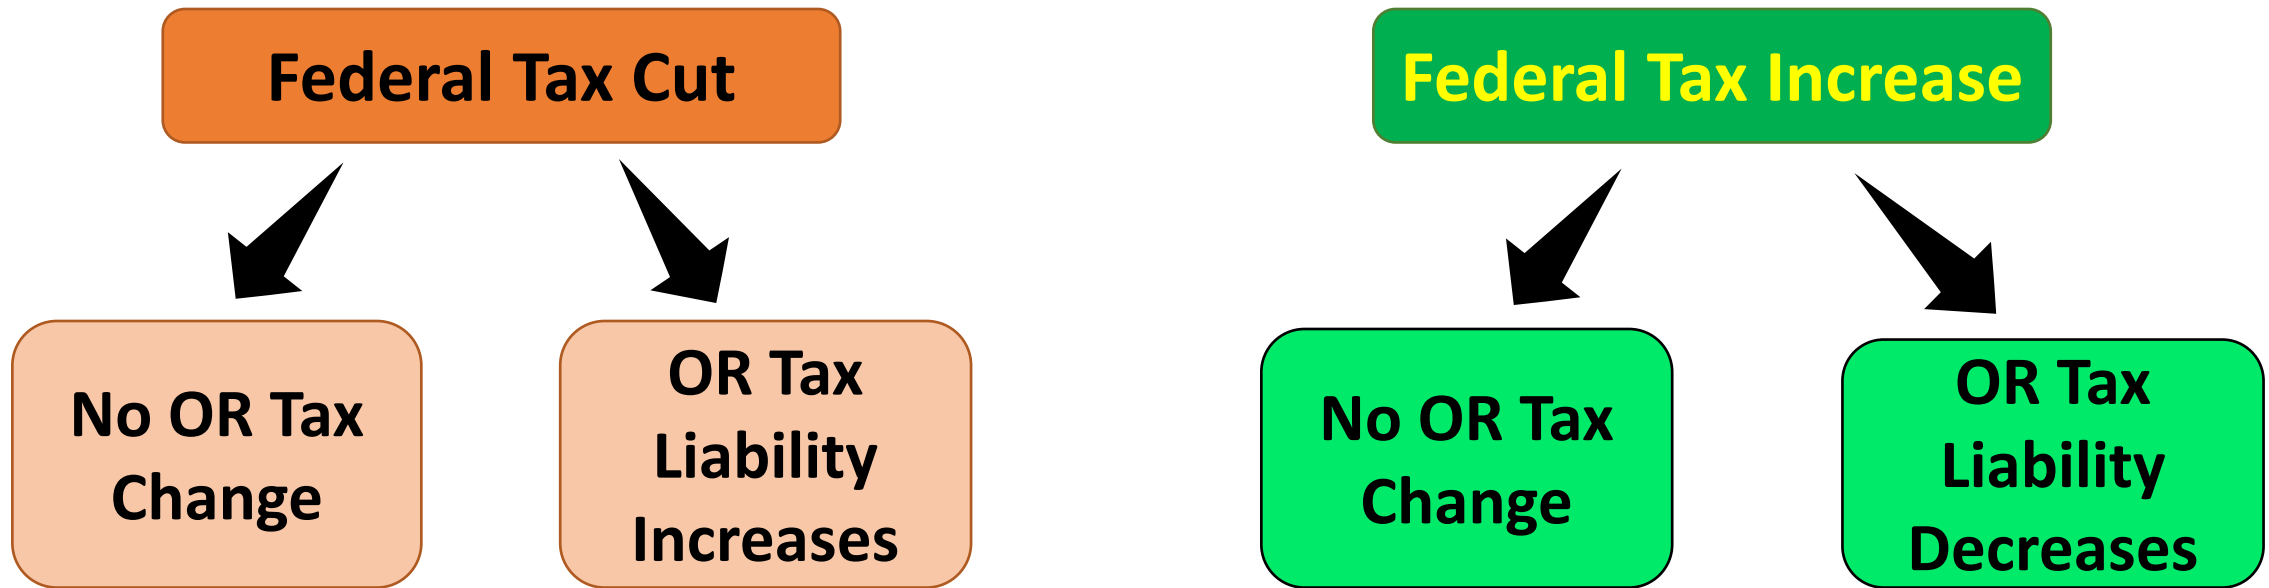 Federal Tax Cut
Federal Tax Increase
No OR Tax
Change
OR Tax
Liability
Increases
No OR Tax
Change
OR Tax
Liability
Decreases